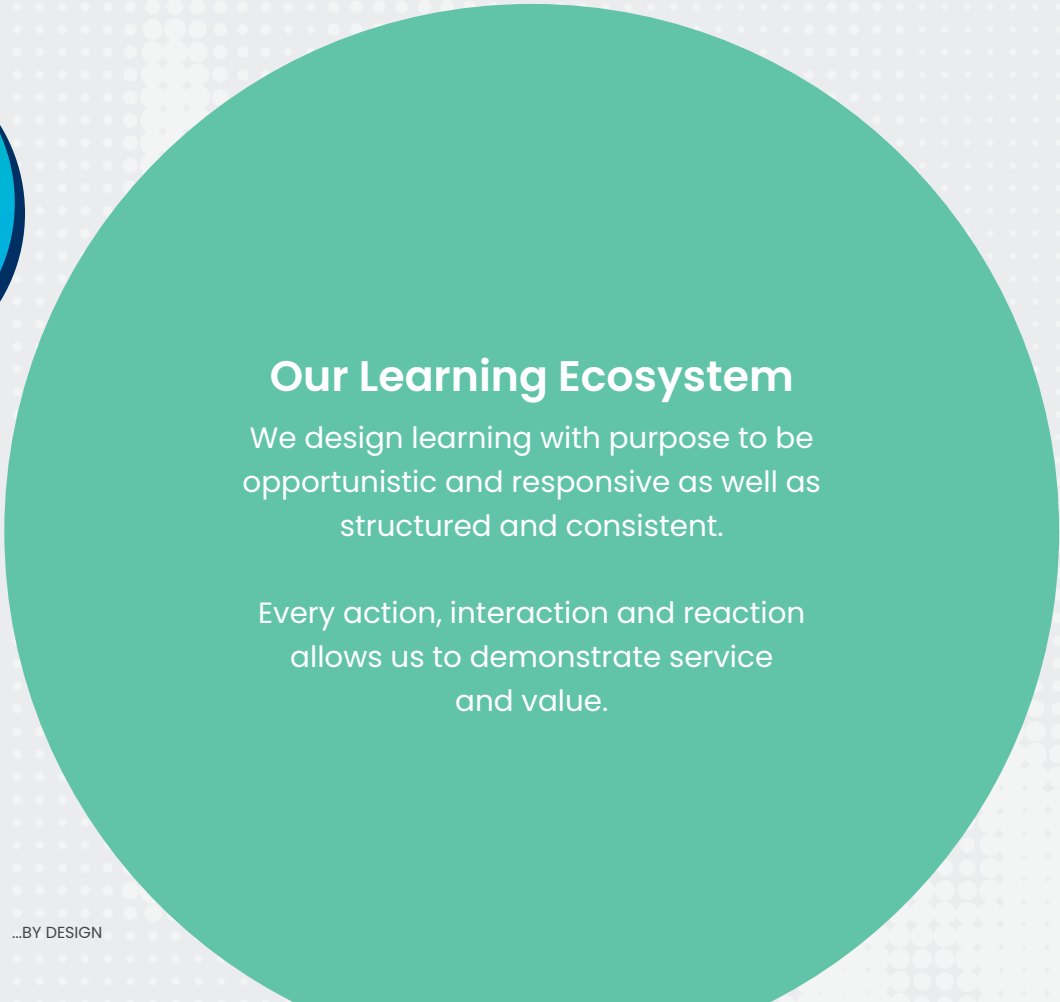 Our Learning Ecosystem
We design learning with purpose to be
opportunistic and responsive as well as
structured and consistent.
Every action, interaction and reaction
allows us to demonstrate service
and value.
...BY DESIGN